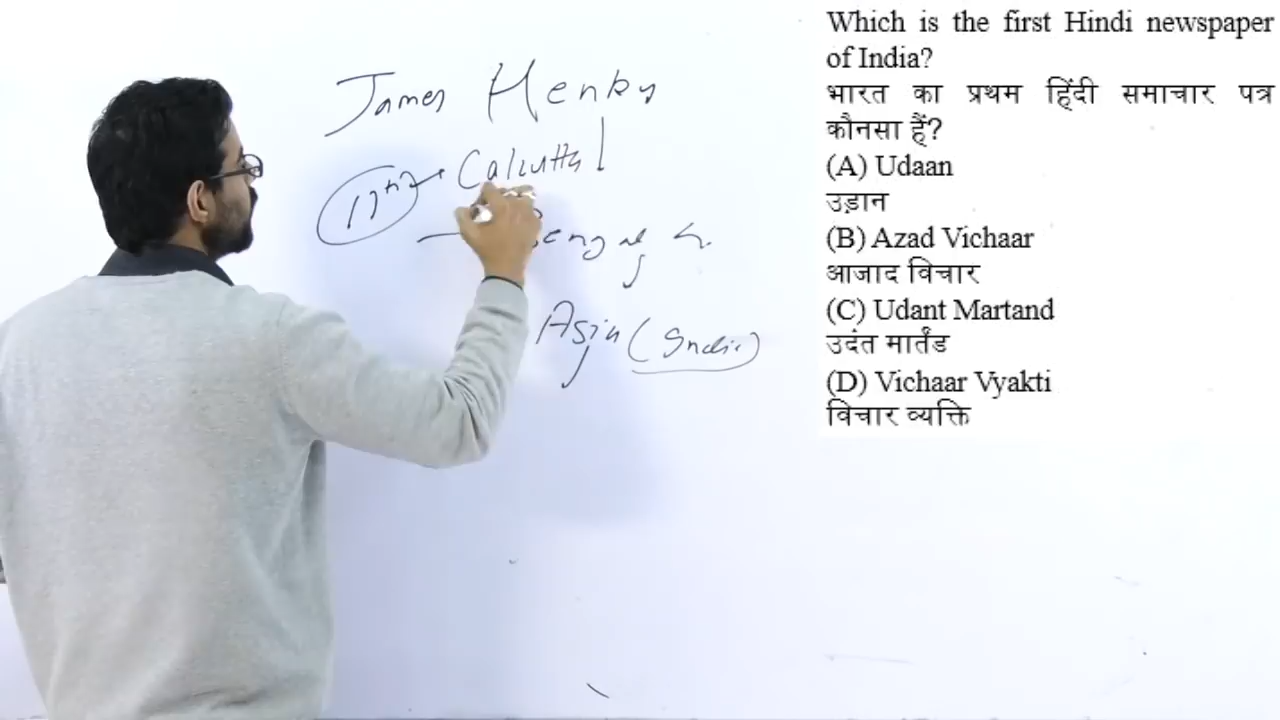 James Henky
Calcutta
Asia (India)
Which is the first Hindi newspaper
of India?
भारत का प्रथम हिंदी समाचार पत्र
कौनसा हैं?
(A) Udaan
उड़ान
(B) Azad Vichaar
आजाद विचार
(C) Udant Martand
उदंत मार्तंड
(D) Vichaar Vyakti
विचार व्यक्ति